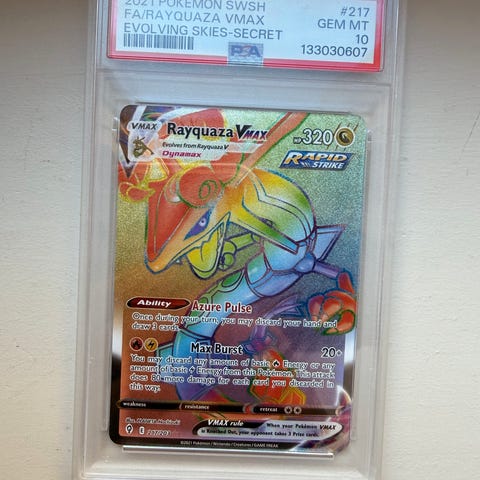 2021 POKEMON SWSH #217
FA/RAYQUAZA VMAX GEM MT
EVOLVING SKIES-SECRET 10
PSA 133030607
VMAX Rayquaza VMAX HP 320
Evolves from Rayquaza V
Dynamax
RAPID STRIKE
Ability Azure Pulse
Once during your turn, you may discard your hand and
draw 3 cards.
Max Burst 20+
You may discard any amount of basic Energy or any
amount of basic Energy from this Pokémon. This attack
does 80 more damage for each card you discarded in
this way.
weakness resistance retreat
VMAX rule When your Pokémon VMAX
is Knocked Out, your opponent takes 3 Prize cards.
E 217/203
©2021 Pokémon / Nintendo / Creatures / GAME FREAK